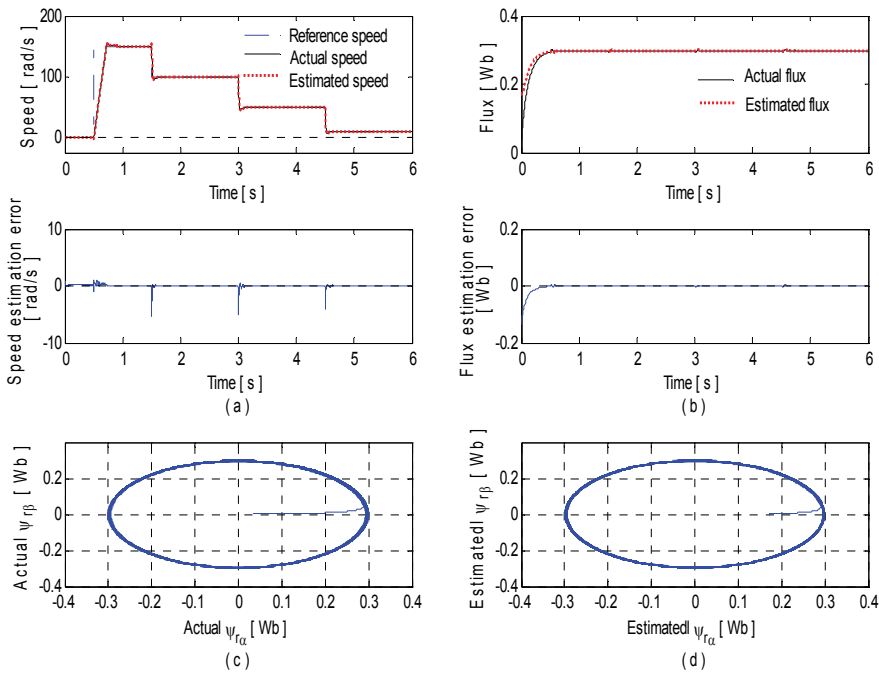 200
100
0
Speed [ rad/s ]
Reference speed
Actual speed
Estimated speed
0 1 2 3 4 5 6
Time [ s ]
0.4
0.2
0
Flux [ Wb ]
Actual flux
Estimated flux
0 1 2 3 4 5 6
Time [ s ]
10
0
-10
Speed estimation error
[ rad/s ]
0 1 2 3 4 5 6
Time [ s ]
( a )
0.2
0
-0.2
Flux estimation error
[ Wb ]
0 1 2 3 4 5 6
Time [ s ]
( b )
0.2
0
-0.2
-0.4
Actual ψrβ [ Wb ]
-0.4 -0.3 -0.2 -0.1 0 0.1 0.2 0.3 0.4
Actual ψrα [ Wb ]
( c )
0.2
0
-0.2
-0.4
Estimatedl ψrβ [ Wb ]
-0.4 -0.3 -0.2 -0.1 0 0.1 0.2 0.3 0.4
Estimatedl ψrα [ Wb ]
( d )